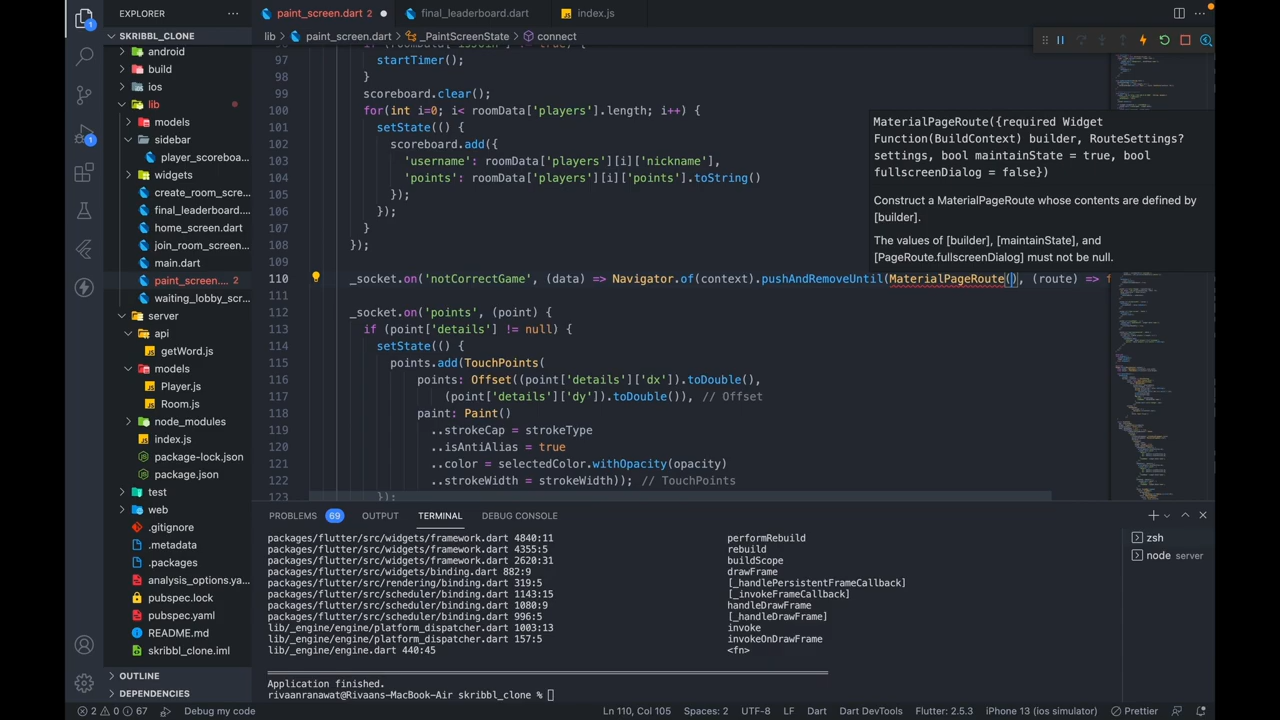 EXPLORER
SKRIBBL_CLONE
android
build
ios
lib
models
sidebar
player_scoreboa...
widgets
create_room_scre...
final_leaderboard....
home_screen.dart
join_room_screen...
main.dart
paint_screen.... 2
waiting_lobby_scr...
server
api
getWord.js
models
Player.js
Room.js
node_modules
index.js
package-lock.json
package.json
test
web
.gitignore
.metadata
.packages
analysis_options.ya...
pubspec.lock
pubspec.yaml
README.md
skribbl_clone.iml
OUTLINE
DEPENDENCIES
paint_screen.dart 2
final_leaderboard.dart
index.js
lib > paint_screen.dart > _PaintScreenState > connect
97 startTimer();
98 }
99 scoreboard.clear();
100 for(int i=0; i< roomData['players'].length; i++) {
101 setState(() {
102 scoreboard.add({
103 'username': roomData['players'][i]['nickname'],
104 'points': roomData['players'][i]['points'].toString()
105 });
106 });
107 }
108 });
109
110 _socket.on('notCorrectGame', (data) => Navigator.of(context).pushAndRemoveUntil(MaterialPageRoute(), (route) => f
111
112 _socket.on('points', (point) {
113 if (point['details'] != null) {
114 setState(() {
115 points.add(TouchPoints(
116 points: Offset((point['details']['dx']).toDouble(),
117 (point['details']['dy']).toDouble()), // Offset
118 paint: Paint()
119 ..strokeCap = strokeType
120 ..isAntiAlias = true
121 ..color = selectedColor.withOpacity(opacity)
122 ..strokeWidth = strokeWidth)); // TouchPoints
123 });
MaterialPageRoute({required Widget
Function(BuildContext) builder, RouteSettings?
settings, bool maintainState = true, bool
fullscreenDialog = false})
Construct a MaterialPageRoute whose contents are defined by
[builder].
The values of [builder], [maintainState], and
[PageRoute.fullscreenDialog] must not be null.
PROBLEMS 69 OUTPUT TERMINAL DEBUG CONSOLE
packages/flutter/src/widgets/framework.dart 4840:11 performRebuild
packages/flutter/src/widgets/framework.dart 4355:5 rebuild
packages/flutter/src/widgets/framework.dart 2620:31 buildScope
packages/flutter/src/widgets/binding.dart 882:9 drawFrame
packages/flutter/src/rendering/binding.dart 319:5 [_handlePersistentFrameCallback]
packages/flutter/src/scheduler/binding.dart 1143:15 [_invokeFrameCallback]
packages/flutter/src/scheduler/binding.dart 1080:9 handleDrawFrame
packages/flutter/src/scheduler/binding.dart 996:5 [_handleDrawFrame]
lib/_engine/engine/platform_dispatcher.dart 1003:13 invoke
lib/_engine/engine/platform_dispatcher.dart 157:5 invokeOnDrawFrame
lib/_engine/engine.dart 440:45 <fn>
Application finished.
rivaanranawat@Rivaans-MacBook-Air skribbl_clone %
zsh
node server
2 0 67 Debug my code Ln 110, Col 105 Spaces: 2 UTF-8 LF Dart Dart DevTools Flutter: 2.5.3 iPhone 13 (ios simulator) Prettier